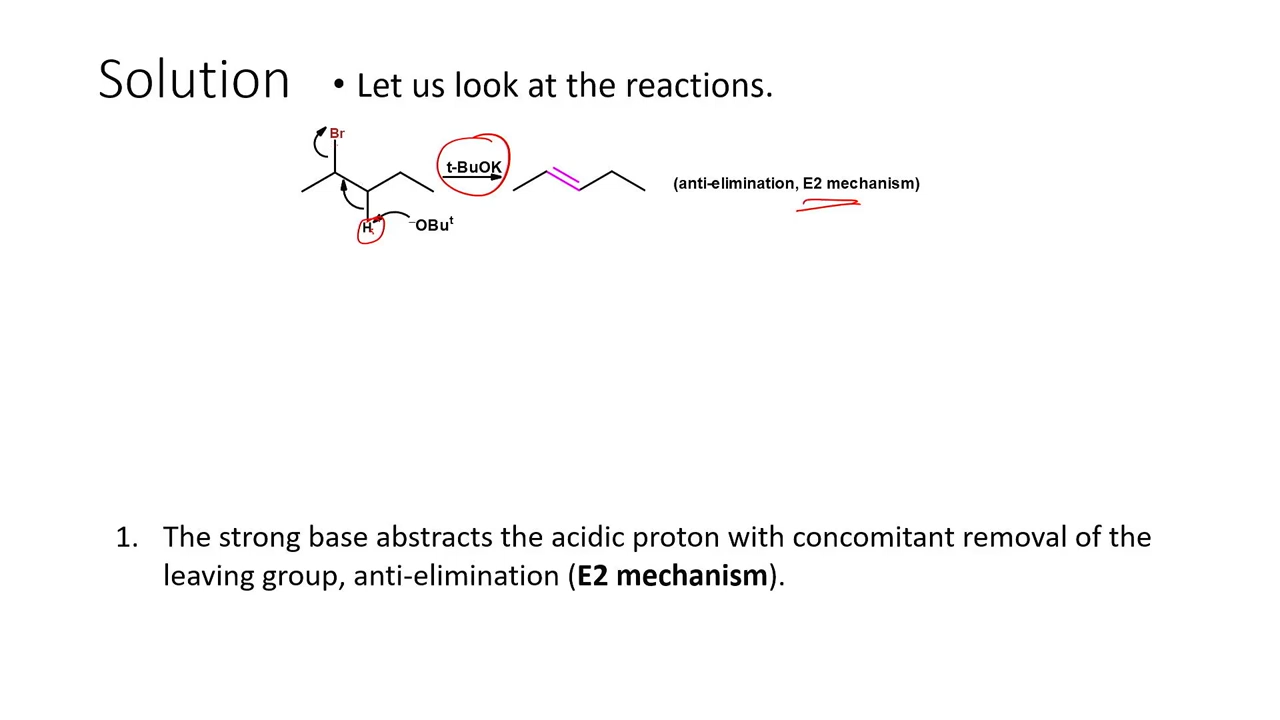 Solution • Let us look at the reactions.
Br
t-BuOK
(anti-elimination, E2 mechanism)
H
⁻OBuᵗ
1. The strong base abstracts the acidic proton with concomitant removal of the
leaving group, anti-elimination (E2 mechanism).